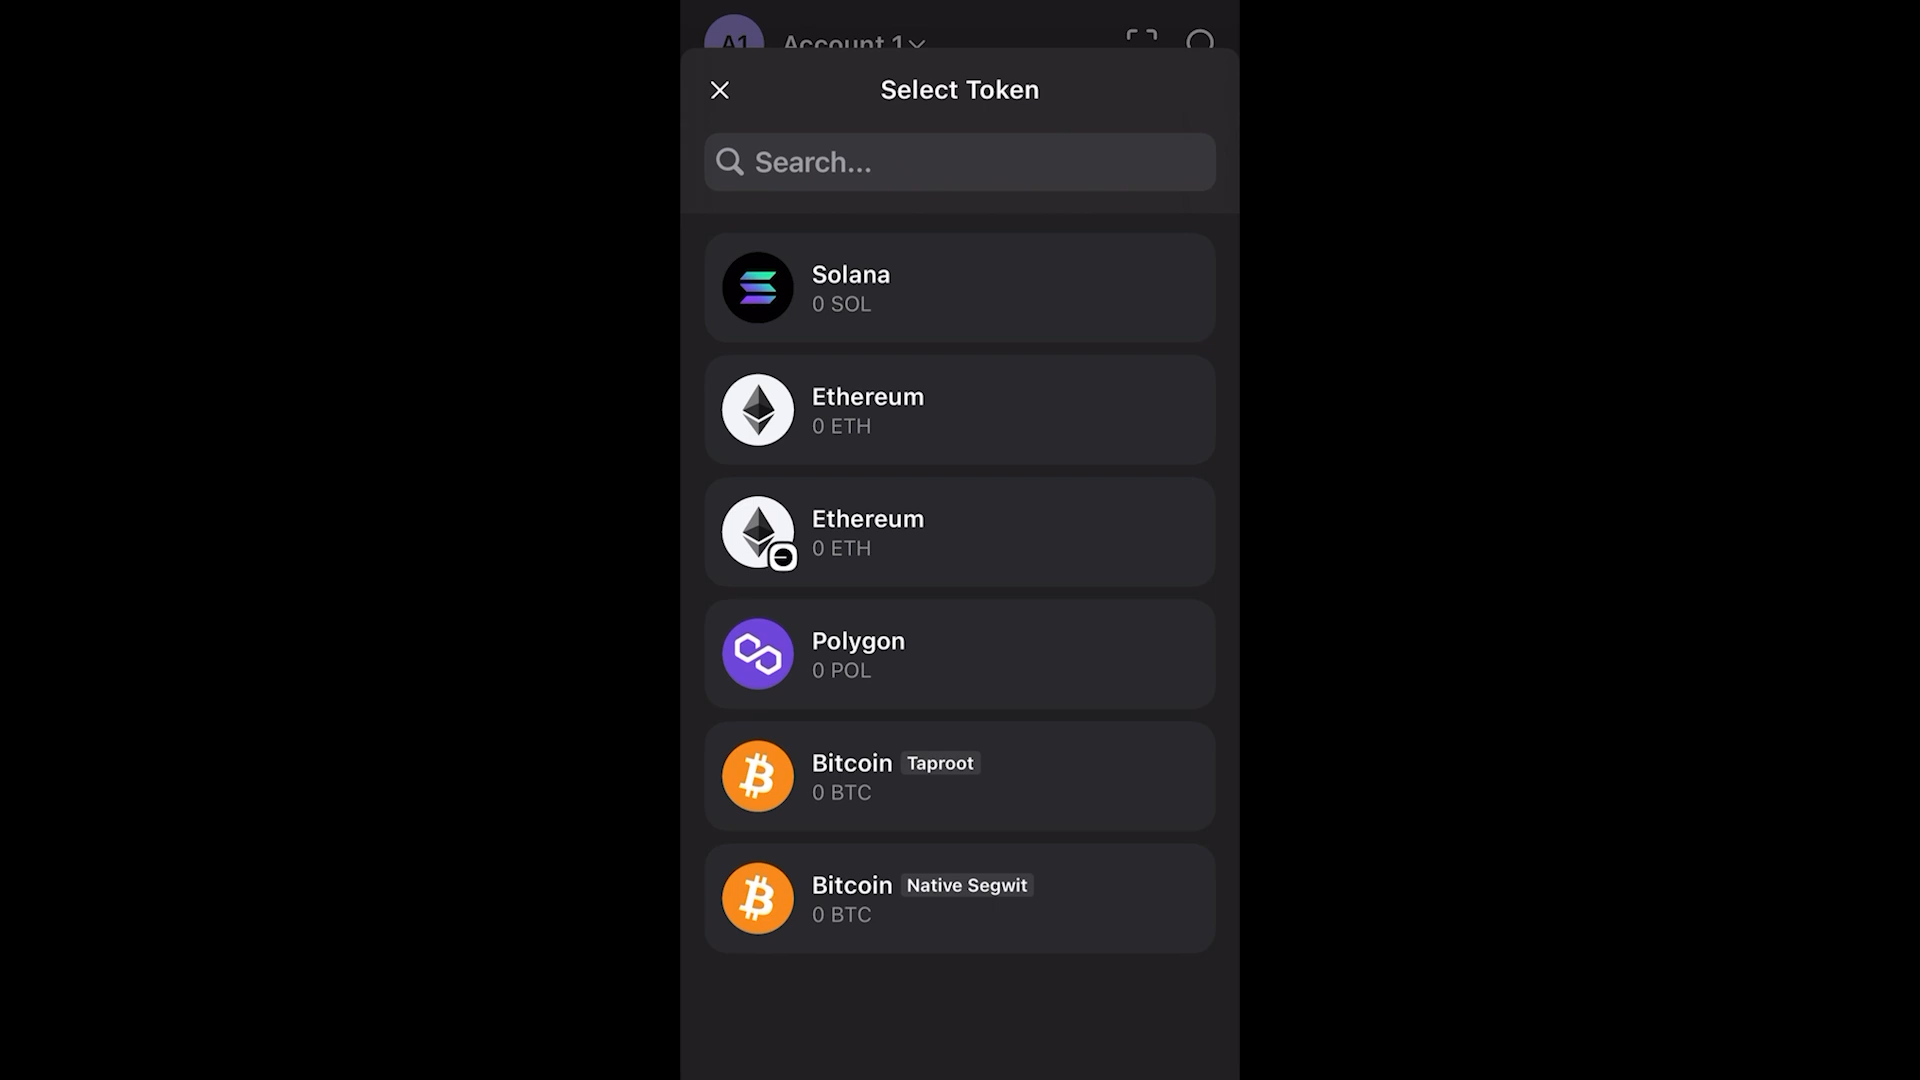 A1 Account 1
Select Token
Search...
Solana
0 SOL
Ethereum
0 ETH
Ethereum
0 ETH
Polygon
0 POL
Bitcoin Taproot
0 BTC
Bitcoin Native Segwit
0 BTC